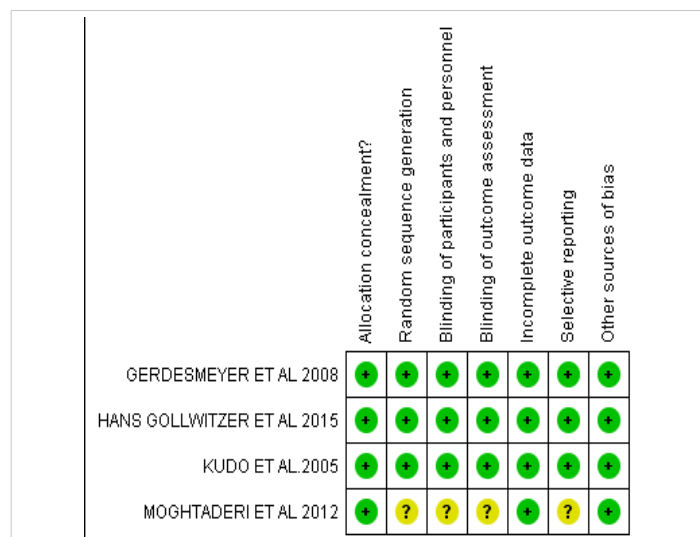 Allocation concealment?
Random sequence generation
Blinding of participants and personnel
Blinding of outcome assessment
Incomplete outcome data
Selective reporting
Other sources of bias
GERDESMEYER ET AL 2008 + + + + + + +
HANS GOLLWITZER ET AL 2015 + + + + + + +
KUDO ET AL.2005 + + + + + + +
MOGHTADERI ET AL 2012 + ? ? ? + ? +